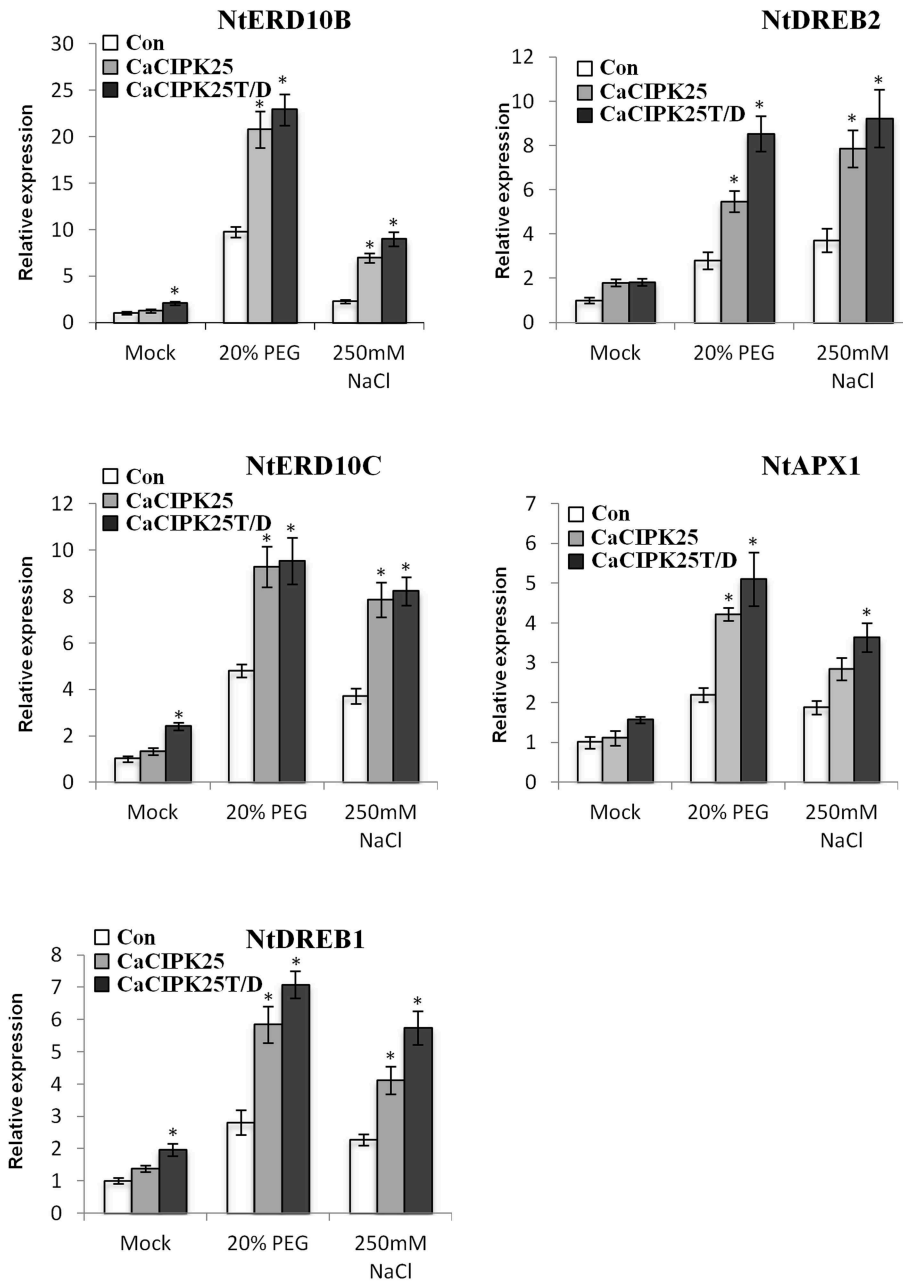 NtERD10B
Con
CaCIPK25
CaCIPK25T/D
Relative expression
30
25
20
15
10
5
0
*
*
*
*
*
Mock
20% PEG
250mM
NaCl
NtDREB2
Con
CaCIPK25
CaCIPK25T/D
Relative expression
12
10
8
6
4
2
0
*
*
*
*
Mock
20% PEG
250mM
NaCl
NtERD10C
Con
CaCIPK25
CaCIPK25T/D
Relative expression
12
10
8
6
4
2
0
*
*
*
*
*
Mock
20% PEG
250mM
NaCl
NtAPX1
Con
CaCIPK25
CaCIPK25T/D
Relative expression
7
6
5
4
3
2
1
0
*
*
*
Mock
20% PEG
250mM
NaCl
NtDREB1
Con
CaCIPK25
CaCIPK25T/D
Relative expression
8
7
6
5
4
3
2
1
0
*
*
*
*
*
Mock
20% PEG
250mM
NaCl